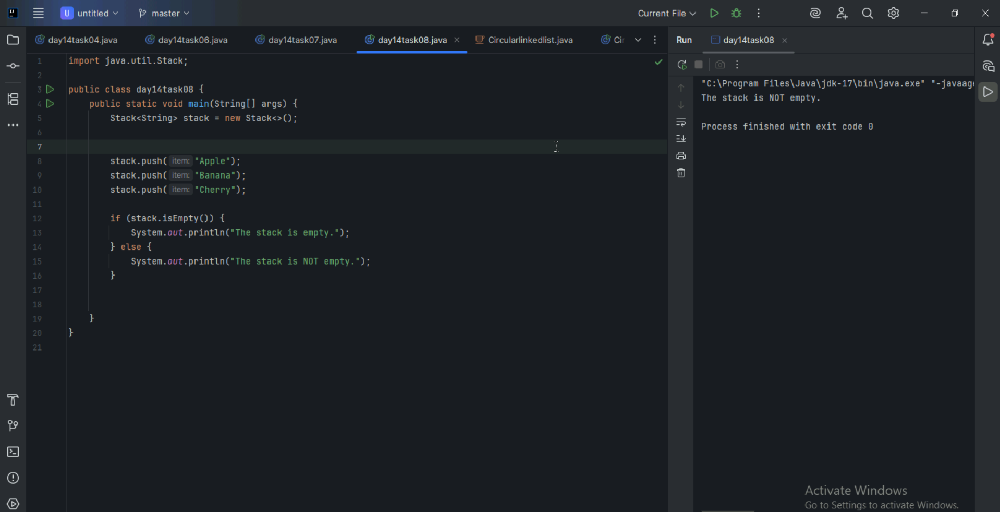 U untitled master Current File
day14task04.java day14task06.java day14task07.java day14task08.java Circularlinkedlist.java Cir Run day14task08
1 import java.util.Stack;
2
3 public class day14task08 {
4 public static void main(String[] args) {
5 Stack<String> stack = new Stack<>();
6
7
8 stack.push( item: "Apple");
9 stack.push( item: "Banana");
10 stack.push( item: "Cherry");
11
12 if (stack.isEmpty()) {
13 System.out.println("The stack is empty.");
14 } else {
15 System.out.println("The stack is NOT empty.");
16 }
17
18
19 }
20 }
21
"C:\Program Files\Java\jdk-17\bin\java.exe" "-javaage
The stack is NOT empty.
Process finished with exit code 0
Activate Windows
Go to Settings to activate Windows.